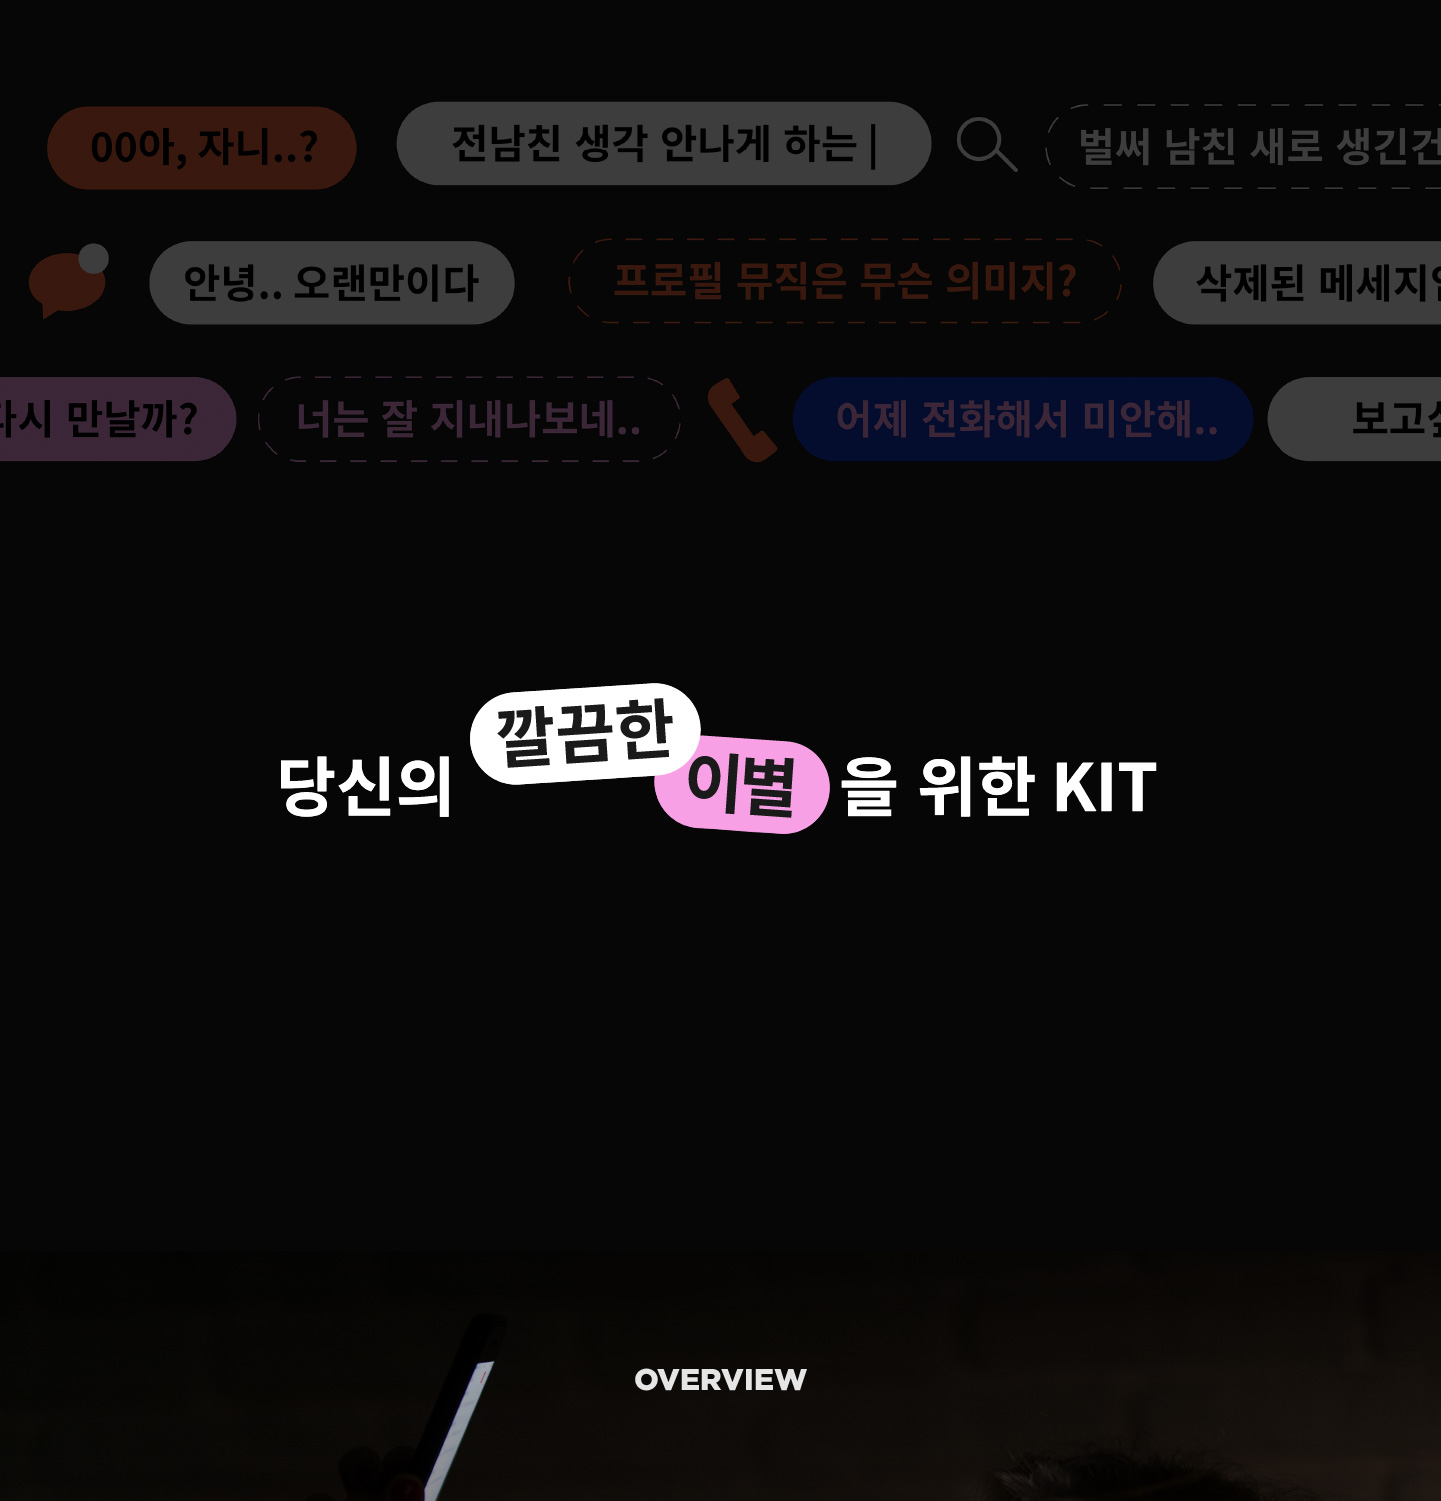 00아, 자니..? 전남친 생각 안나게 하는 | 벌써 남친 새로 생긴건
안녕.. 오랜만이다 프로필 뮤직은 무슨 의미지? 삭제된 메세지
다시 만날까? 너는 잘 지내나보네.. 어제 전화해서 미안해.. 보고
당신의 깔끔한 이별을 위한 KIT
OVERVIEW